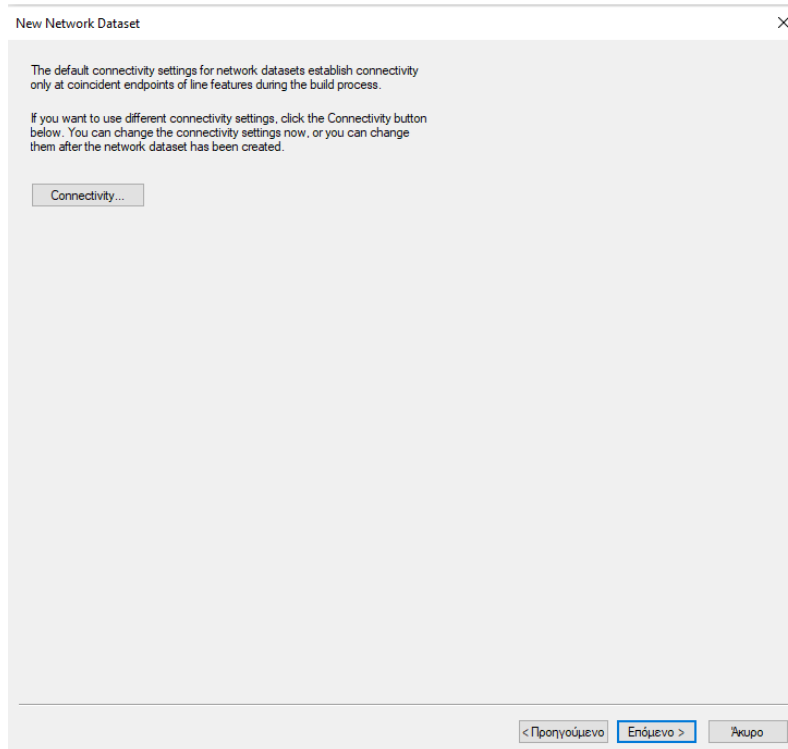 New Network Dataset
The default connectivity settings for network datasets establish connectivity
only at coincident endpoints of line features during the build process.
If you want to use different connectivity settings, click the Connectivity button
below. You can change the connectivity settings now, or you can change
them after the network dataset has been created.
Connectivity...
< Προηγούμενο Επόμενο > Άκυρο